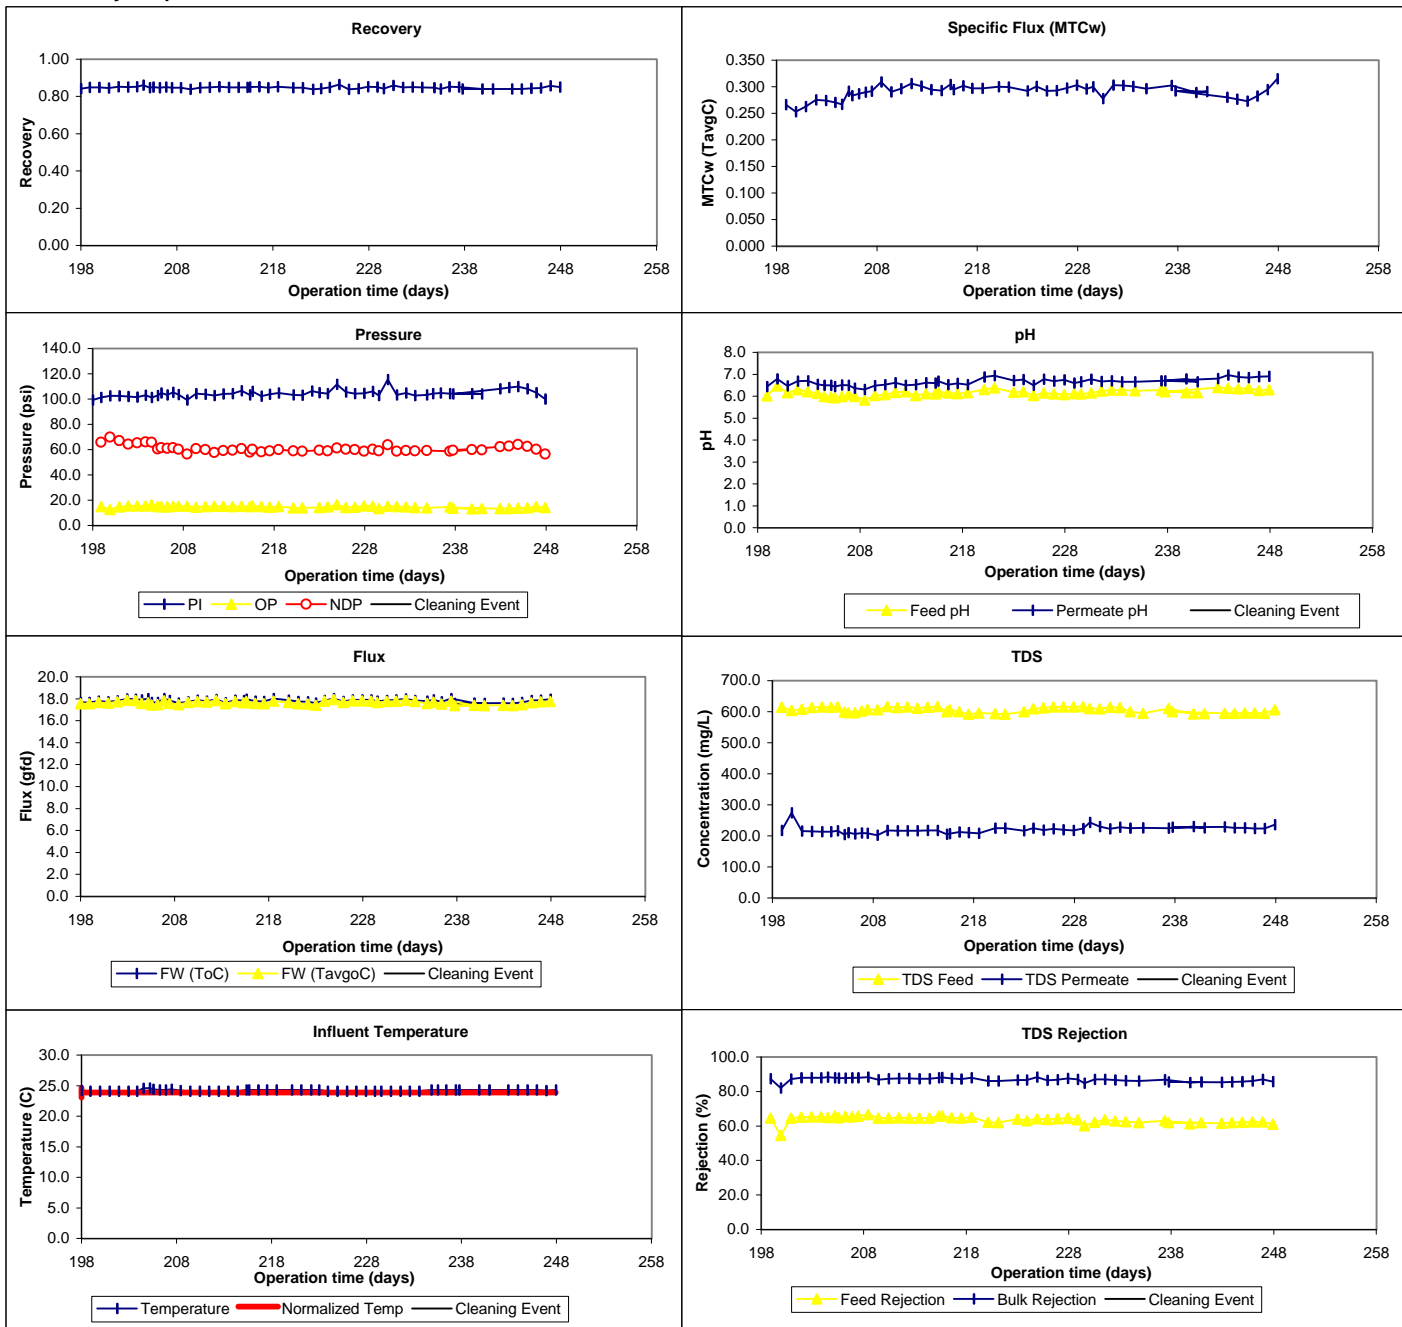 Recovery
1.00
0.80
0.60
0.40
0.20
0.00
Recovery
198 208 218 228 238 248 258
Operation time (days)
Specific Flux (MTCw)
0.350
0.300
0.250
0.200
0.150
0.100
0.050
0.000
MTCw (TavgC)
198 208 218 228 238 248 258
Operation time (days)
Pressure
140.0
120.0
100.0
80.0
60.0
40.0
20.0
0.0
Pressure (psi)
198 208 218 228 238 248 258
Operation time (days)
PI OP NDP Cleaning Event
pH
8.0
7.0
6.0
5.0
4.0
3.0
2.0
1.0
0.0
pH
198 208 218 228 238 248 258
Operation time (days)
Feed pH Permeate pH Cleaning Event
Flux
20.0
18.0
16.0
14.0
12.0
10.0
8.0
6.0
4.0
2.0
0.0
Flux (gfd)
198 208 218 228 238 248 258
Operation time (days)
FW (ToC) FW (TavgoC) Cleaning Event
TDS
700.0
600.0
500.0
400.0
300.0
200.0
100.0
0.0
Concentration (mg/L)
198 208 218 228 238 248 258
Operation time (days)
TDS Feed TDS Permeate Cleaning Event
Influent Temperature
30.0
25.0
20.0
15.0
10.0
5.0
0.0
Temperature (C)
198 208 218 228 238 248 258
Operation time (days)
Temperature Normalized Temp Cleaning Event
TDS Rejection
100.0
80.0
60.0
40.0
20.0
0.0
Rejection (%)
198 208 218 228 238 248 258
Operation time (days)
Feed Rejection Bulk Rejection Cleaning Event